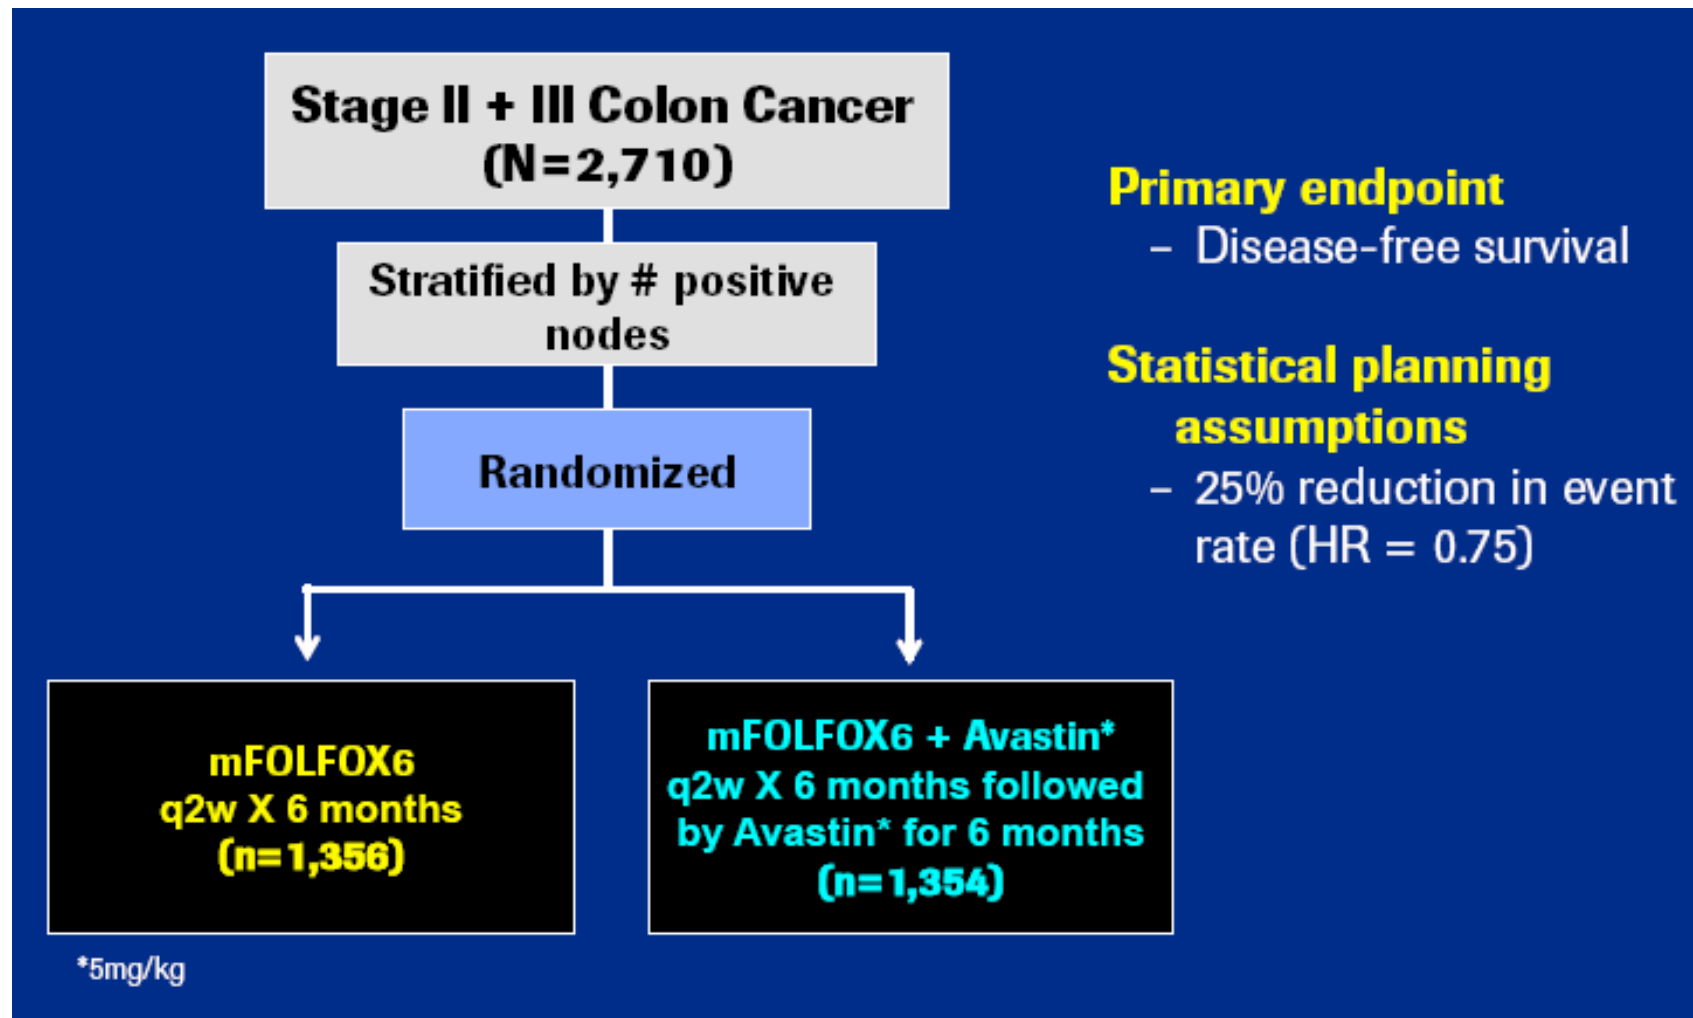 Stage II + III Colon Cancer
(N=2,710)
Stratified by # positive
nodes
Randomized
mFOLFOX6
q2w X 6 months
(n=1,356)
mFOLFOX6 + Avastin*
q2w X 6 months followed
by Avastin* for 6 months
(n=1,354)
*5mg/kg
Primary endpoint
– Disease-free survival
Statistical planning
assumptions
– 25% reduction in event
rate (HR = 0.75)